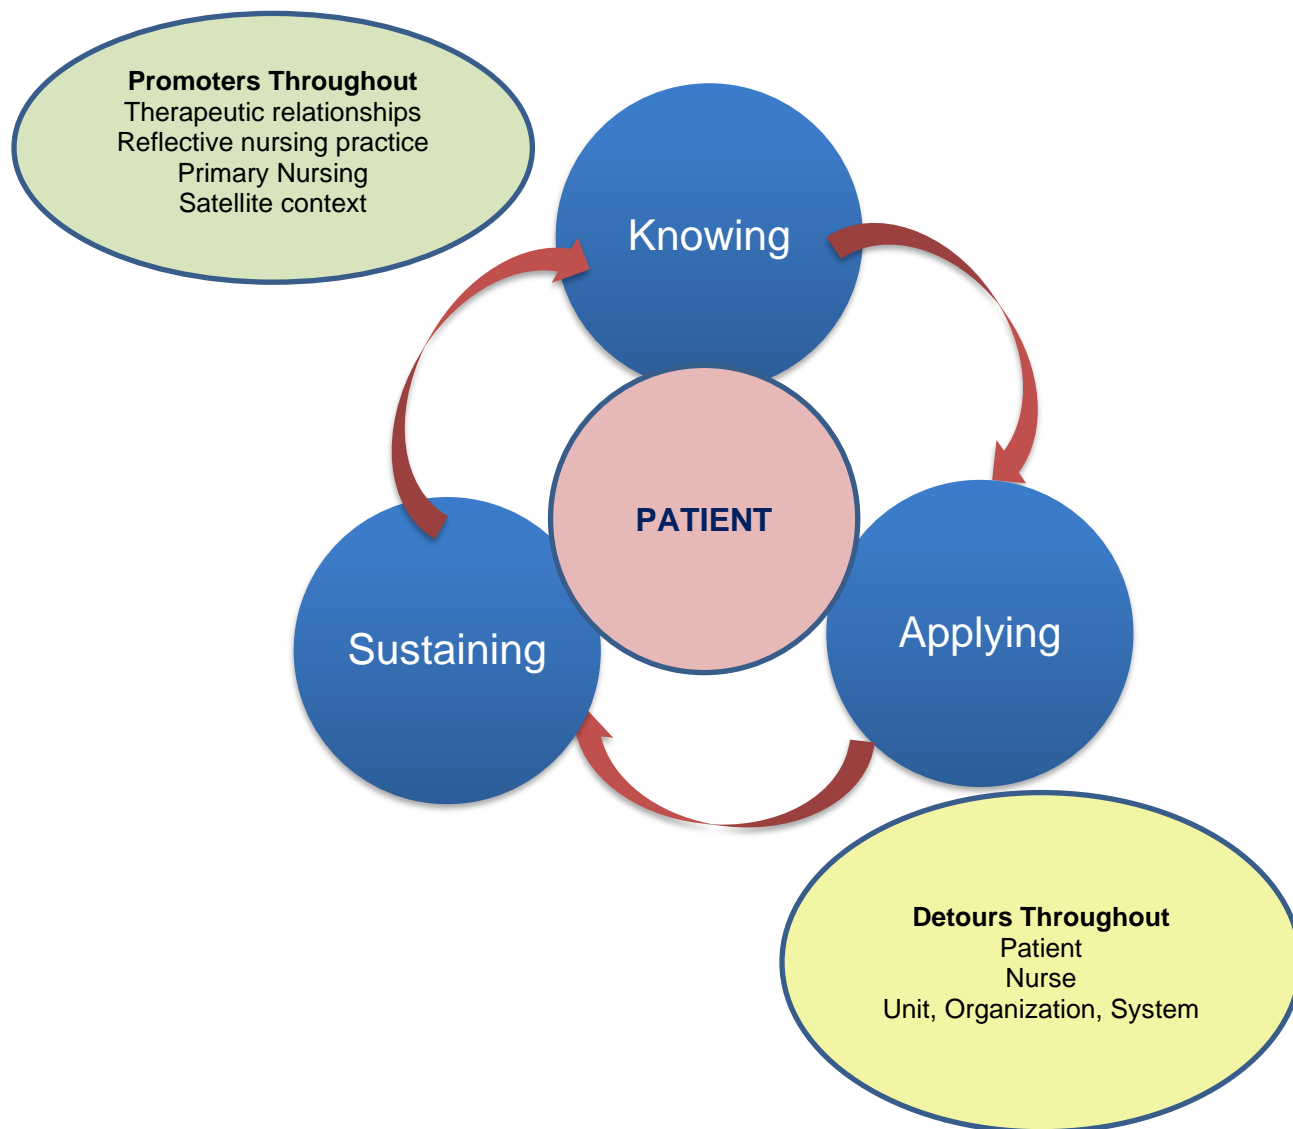 Promoters Throughout
Therapeutic relationships
Reflective nursing practice
Primary Nursing
Satellite context
Knowing
PATIENT
Sustaining
Applying
Detours Throughout
Patient
Nurse
Unit, Organization, System